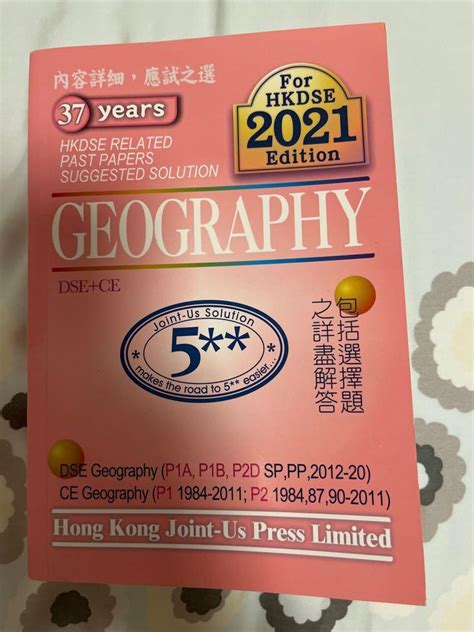 內容詳細，應試之選
37 years
HKDSE RELATED
PAST PAPERS
SUGGESTED SOLUTION
For
HKDSE
2021
Edition
GEOGRAPHY
DSE+CE
Joint-Us Solution
5**
makes the road to 5** easier...
包括選擇題
之詳盡解答
DSE Geography (P1A, P1B, P2D SP,PP,2012-20)
CE Geography (P1 1984-2011; P2 1984,87,90-2011)
Hong Kong Joint-Us Press Limited